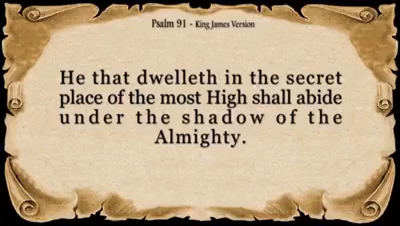 Psalm 91 - King James Version
He that dwelleth in the secret
place of the most High shall abide
under the shadow of the
Almighty.